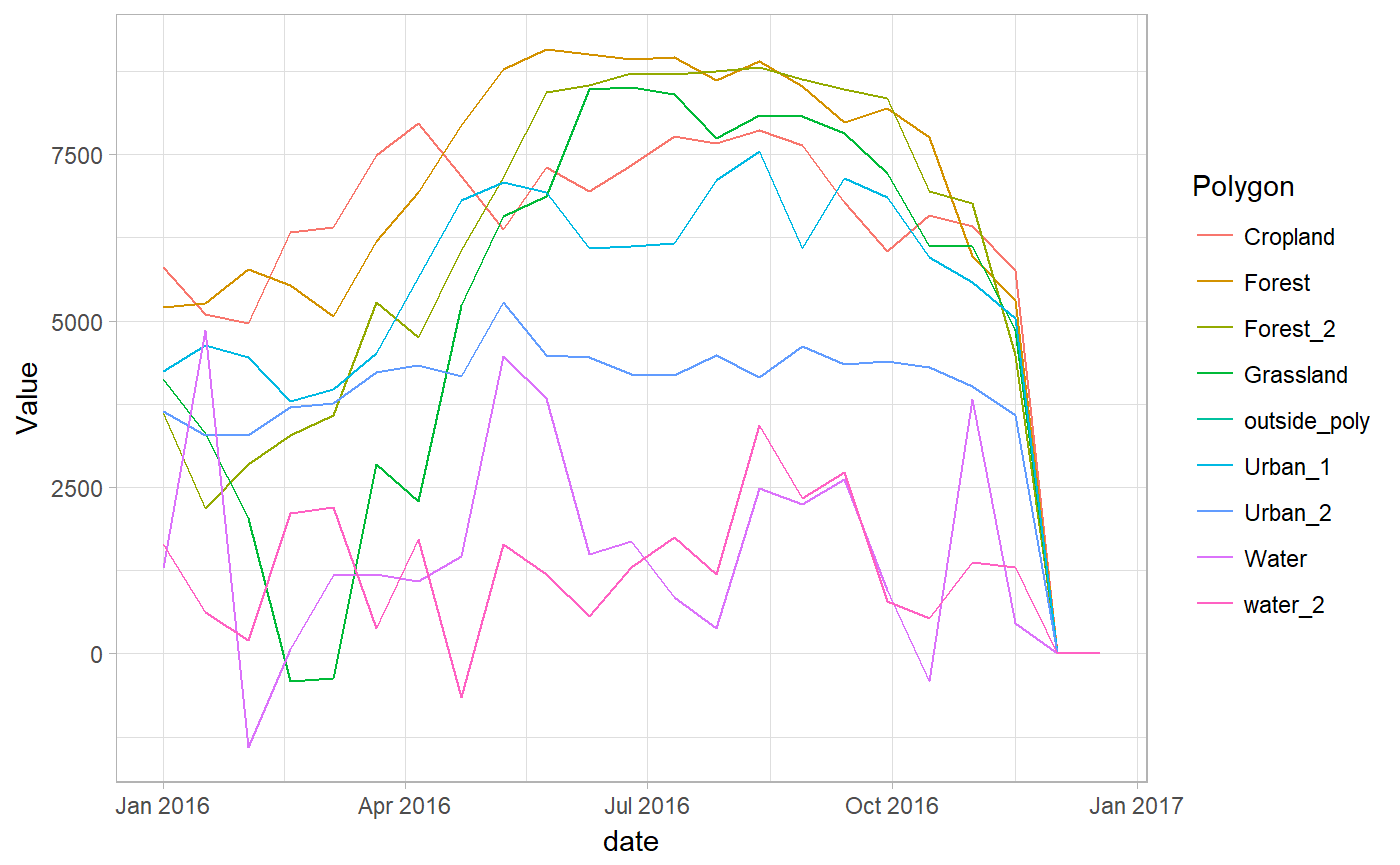 Value
7500
5000
2500
0
Jan 2016
Apr 2016
Jul 2016
Oct 2016
Jan 2017
date
Polygon
Cropland
Forest
Forest_2
Grassland
outside_poly
Urban_1
Urban_2
Water
water_2